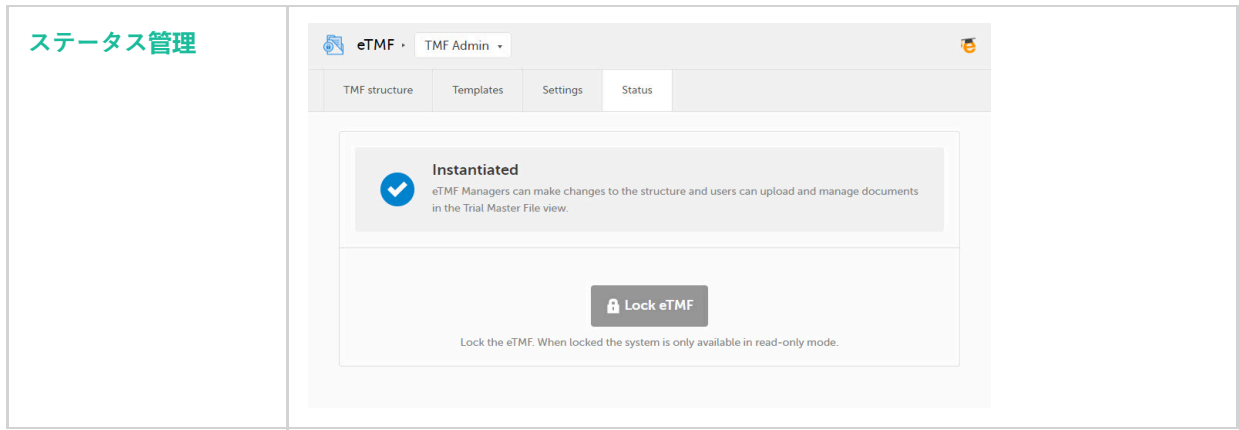 ステータス管理
eTMF
TMF Admin
TMF structure
Templates
Settings
Status
Instantiated
eTMF Managers can make changes to the structure and users can upload and manage documents
in the Trial Master File view.
Lock eTMF
Lock the eTMF. When locked the system is only available in read-only mode.